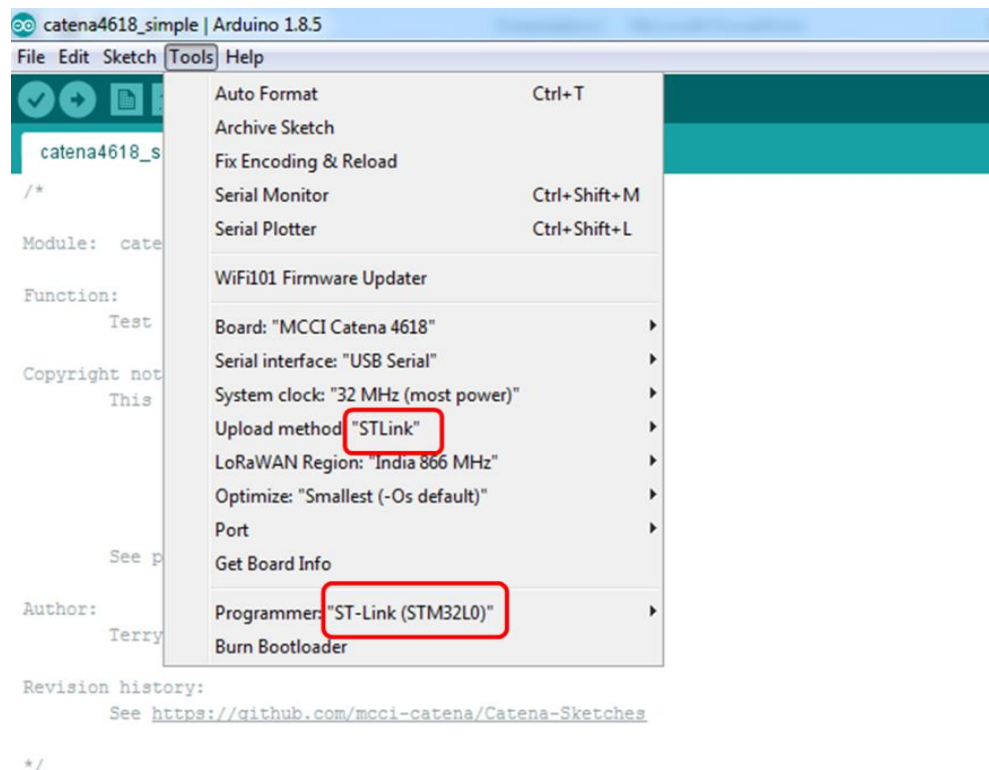 catena4618_simple | Arduino 1.8.5
File Edit Sketch Tools Help
catena4618_s
Auto Format Ctrl+T
Archive Sketch
Fix Encoding & Reload
Serial Monitor Ctrl+Shift+M
Serial Plotter Ctrl+Shift+L
WiFi101 Firmware Updater
Board: "MCCI Catena 4618"
Serial interface: "USB Serial"
System clock: "32 MHz (most power)"
Upload method: "STLink"
LoRaWAN Region: "India 866 MHz"
Optimize: "Smallest (-Os default)"
Port
Get Board Info
Programmer: "ST-Link (STM32L0)"
Burn Bootloader
/*
Module: cate
Function:
Test
Copyright not
This
See p
Author:
Terry
Revision history:
See https://github.com/mcci-catena/Catena-Sketches
*/